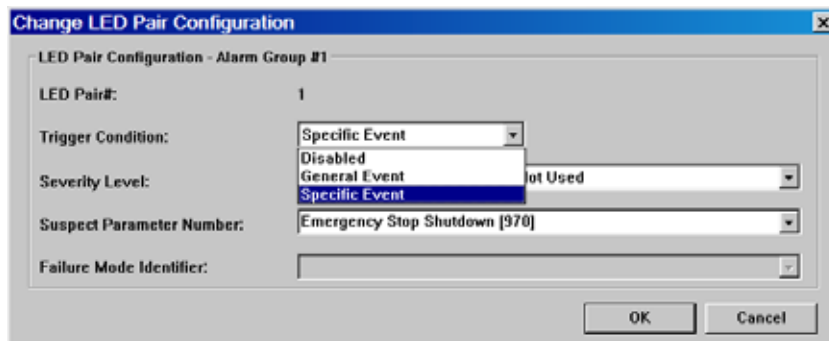 Change LED Pair Configuration
LED Pair Configuration - Alarm Group #1
LED Pair#: 1
Trigger Condition: Specific Event
Disabled
General Event
Specific Event
Severity Level: Not Used
Suspect Parameter Number: Emergency Stop Shutdown [970]
Failure Mode Identifier:
OK Cancel